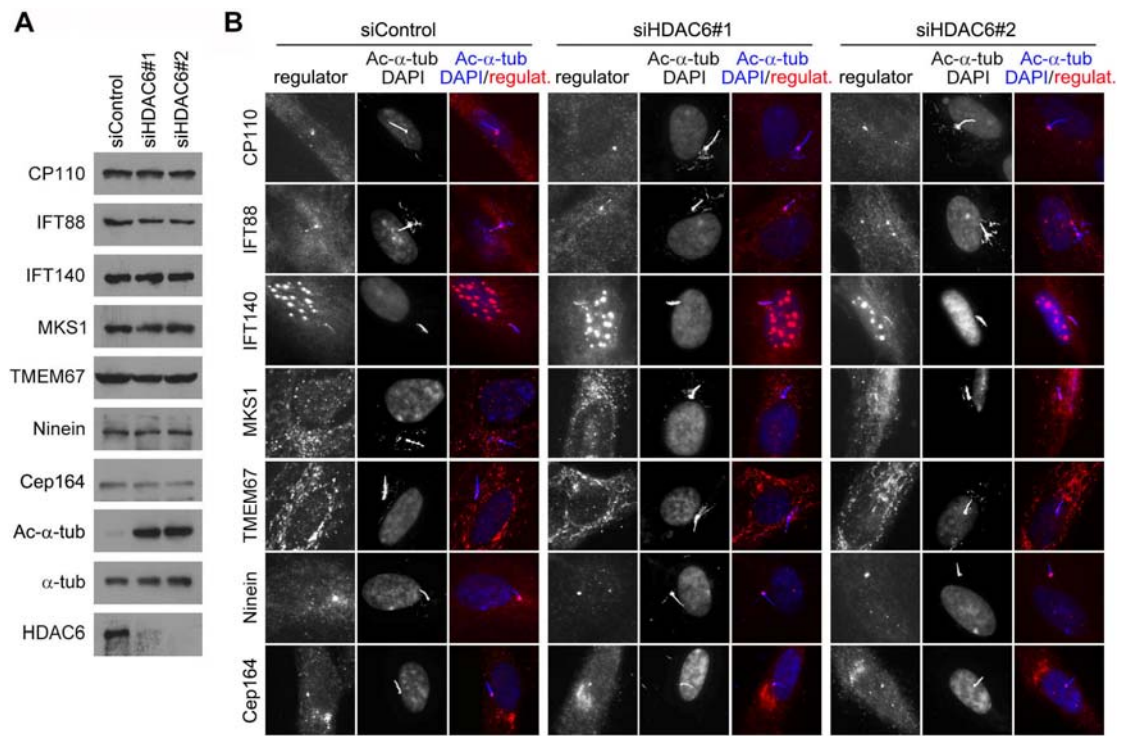 A
siControl
siHDAC6#1
siHDAC6#2
CP110
IFT88
IFT140
MKS1
TMEM67
Ninein
Cep164
Ac-α-tub
α-tub
HDAC6
B
siControl siHDAC6#1 siHDAC6#2
regulator Ac-α-tub DAPI Ac-α-tub DAPI/regulat. regulator Ac-α-tub DAPI Ac-α-tub DAPI/regulat. regulator Ac-α-tub DAPI Ac-α-tub DAPI/regulat.
CP110
IFT88
IFT140
MKS1
TMEM67
Ninein
Cep164